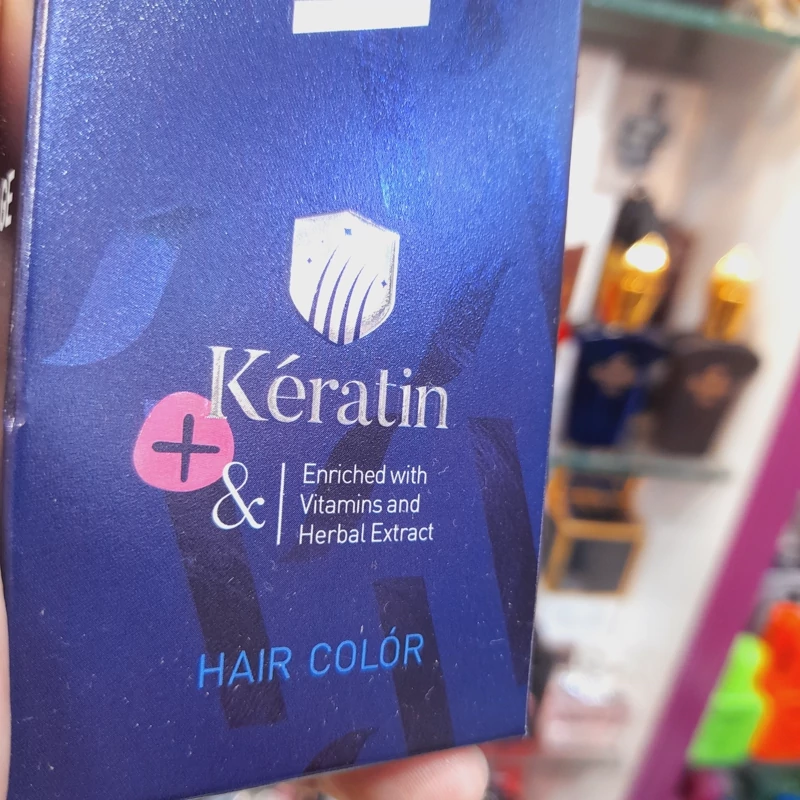 Kératin
+
& Enriched with
Vitamins and
Herbal Extract
HAIR COLÓR